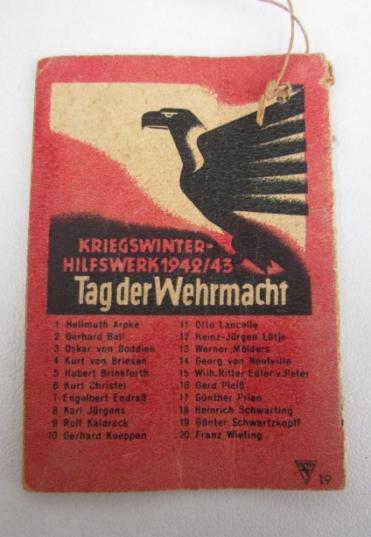 KRIEGSWINTER-
HILFSWERK 1942/43
Tag der Wehrmacht
1 Hellmuth Arpke
2 Gerhard Ball
3 Oskar von Boddien
4 Kurt von Briesen
5 Hubert Brinkforth
6 Kurt Christel
7 Engelbert Endraß
8 Karl Jürgens
9 Rolf Kaldrack
10 Gerhard Koeppen
11 Otto Lancelle
12 Heinz-Jürgen Lütje
13 Werner Mölders
14 Georg von Neufville
15 Wilh. Ritter Edler v. Peter
16 Gerd Pleiß
17 Günther Prien
18 Heinrich Schwarting
19 Günter Schwartzkopff
20 Franz Wieting
19